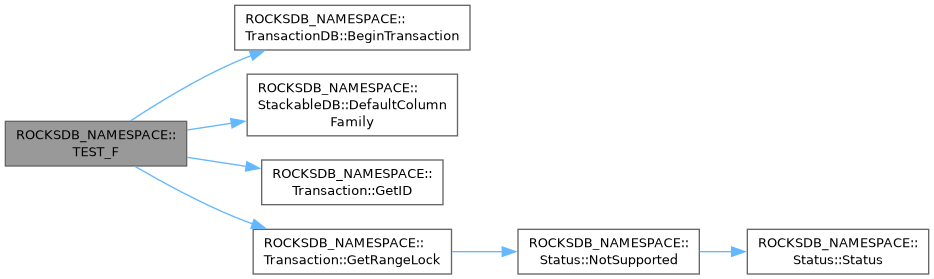 ROCKSDB_NAMESPACE::
TEST_F
ROCKSDB_NAMESPACE::
TransactionDB::BeginTransaction
ROCKSDB_NAMESPACE::
StackableDB::DefaultColumn
Family
ROCKSDB_NAMESPACE::
Transaction::GetID
ROCKSDB_NAMESPACE::
Transaction::GetRangeLock
ROCKSDB_NAMESPACE::
Status::NotSupported
ROCKSDB_NAMESPACE::
Status::Status